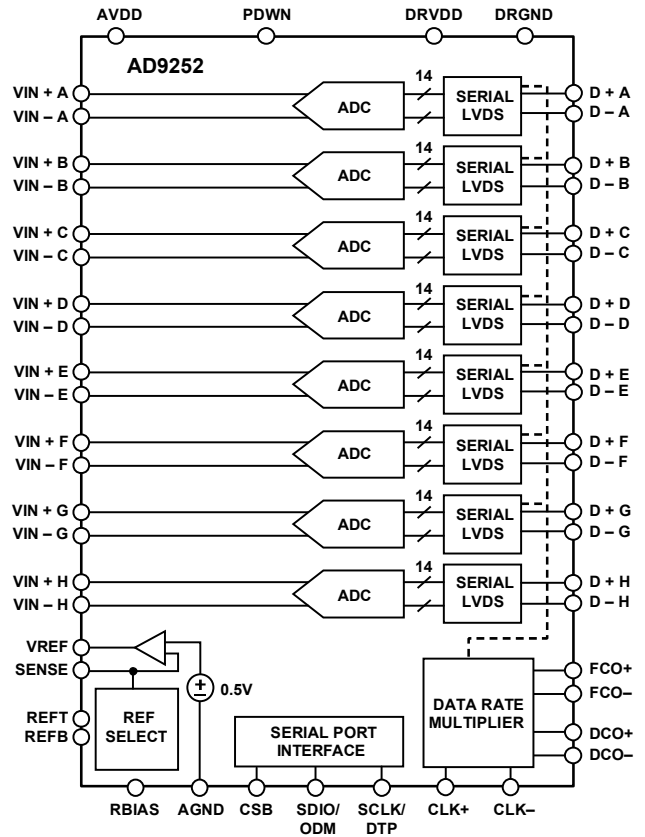 AVDD PDWN DRVDD DRGND
AD9252
VIN + A ADC 14 SERIAL LVDS D + A
VIN – A D – A
VIN + B ADC 14 SERIAL LVDS D + B
VIN – B D – B
VIN + C ADC 14 SERIAL LVDS D + C
VIN – C D – C
VIN + D ADC 14 SERIAL LVDS D + D
VIN – D D – D
VIN + E ADC 14 SERIAL LVDS D + E
VIN – E D – E
VIN + F ADC 14 SERIAL LVDS D + F
VIN – F D – F
VIN + G ADC 14 SERIAL LVDS D + G
VIN – G D – G
VIN + H ADC 14 SERIAL LVDS D + H
VIN – H D – H
VREF
SENSE
REFT
REFB
REF
SELECT
+
–
0.5V
SERIAL PORT
INTERFACE
DATA RATE
MULTIPLIER
FCO+
FCO–
DCO+
DCO–
RBIAS AGND CSB SDIO/ SCLK/ CLK+ CLK–
ODM DTP